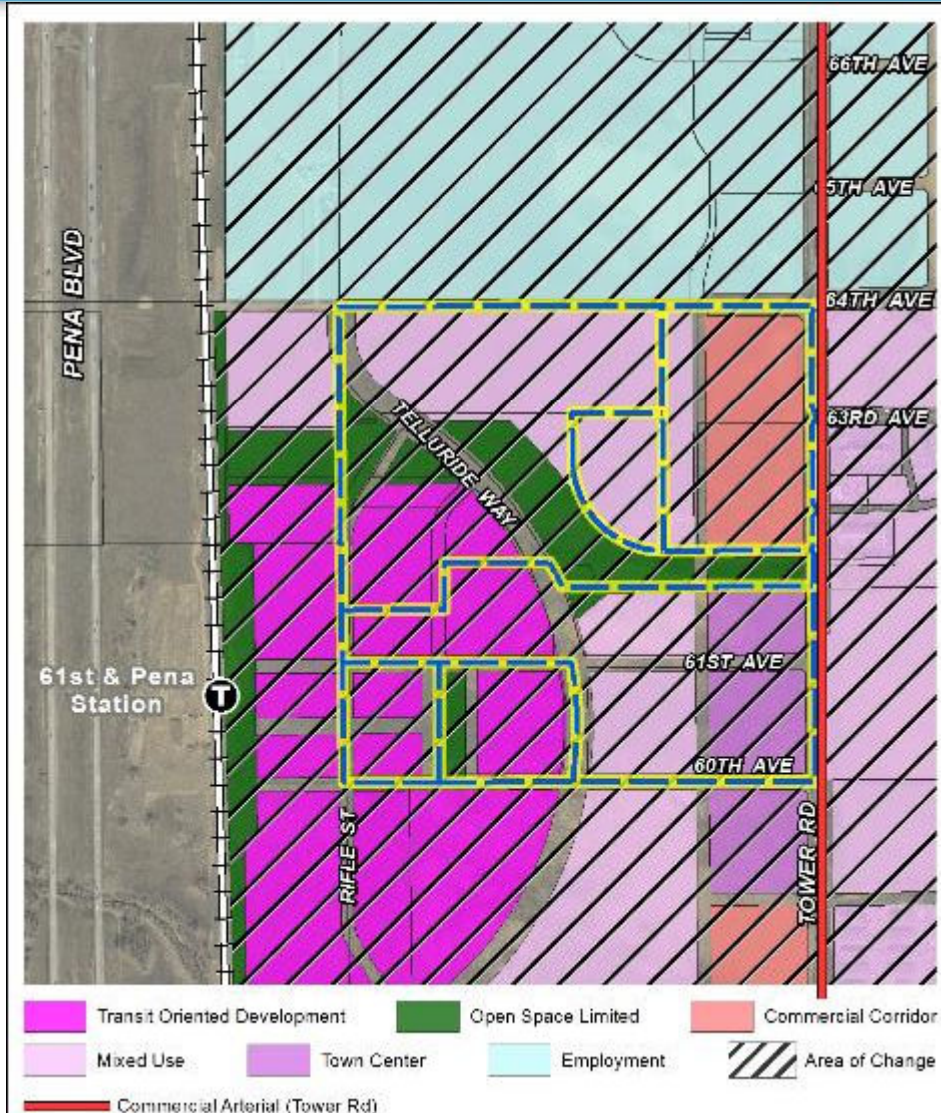 66TH AVE
5TH AVE
PENA BLVD
64TH AVE
TELLURIDE WAY
63RD AVE
61st & Pena
Station
T
61ST AVE
60TH AVE
RIFLE ST
TOWER RD
Transit Oriented Development
Open Space Limited
Commercial Corridor
Mixed Use
Town Center
Employment
Area of Change
Commercial Arterial (Tower Rd)